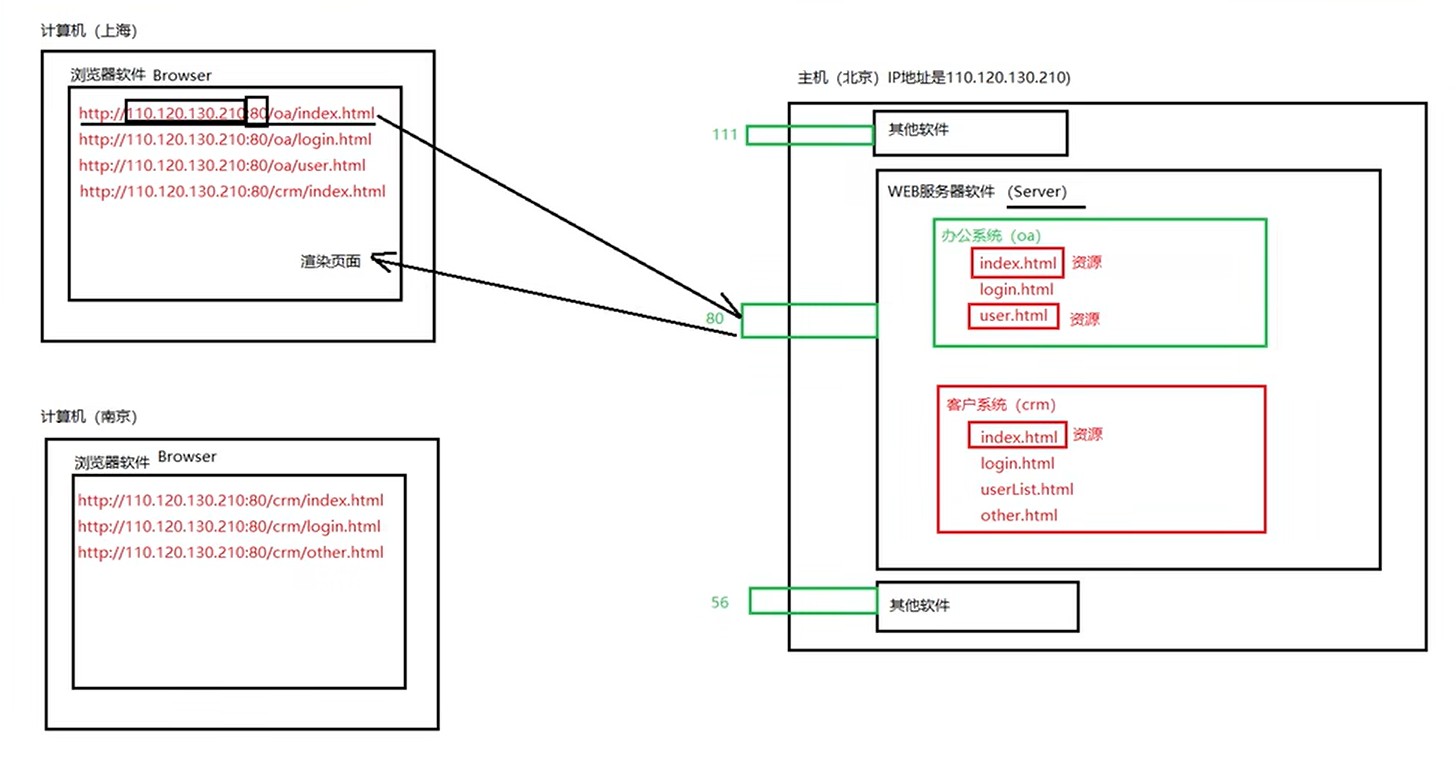 计算机（上海）
浏览器软件 Browser
http://110.120.130.210:80/oa/index.html
http://110.120.130.210:80/oa/login.html
http://110.120.130.210:80/oa/user.html
http://110.120.130.210:80/crm/index.html
渲染页面
计算机（南京）
浏览器软件 Browser
http://110.120.130.210:80/crm/index.html
http://110.120.130.210:80/crm/login.html
http://110.120.130.210:80/crm/other.html
主机（北京）IP地址是110.120.130.210)
111
其他软件
WEB服务器软件 (Server)
办公系统（oa）
index.html 资源
login.html
user.html 资源
80
客户系统（crm）
index.html 资源
login.html
userList.html
other.html
56
其他软件